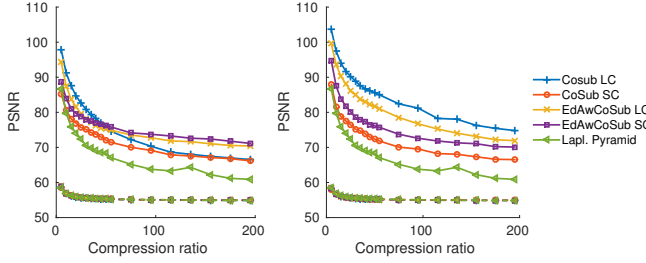 110
100
90
80
70
60
50
PSNR
0
100
200
Compression ratio
110
100
90
80
70
60
50
PSNR
0
100
200
Compression ratio
Cosub LC
CoSub SC
EdAwCoSub LC
EdAwCoSub SC
Lapl. Pyramid